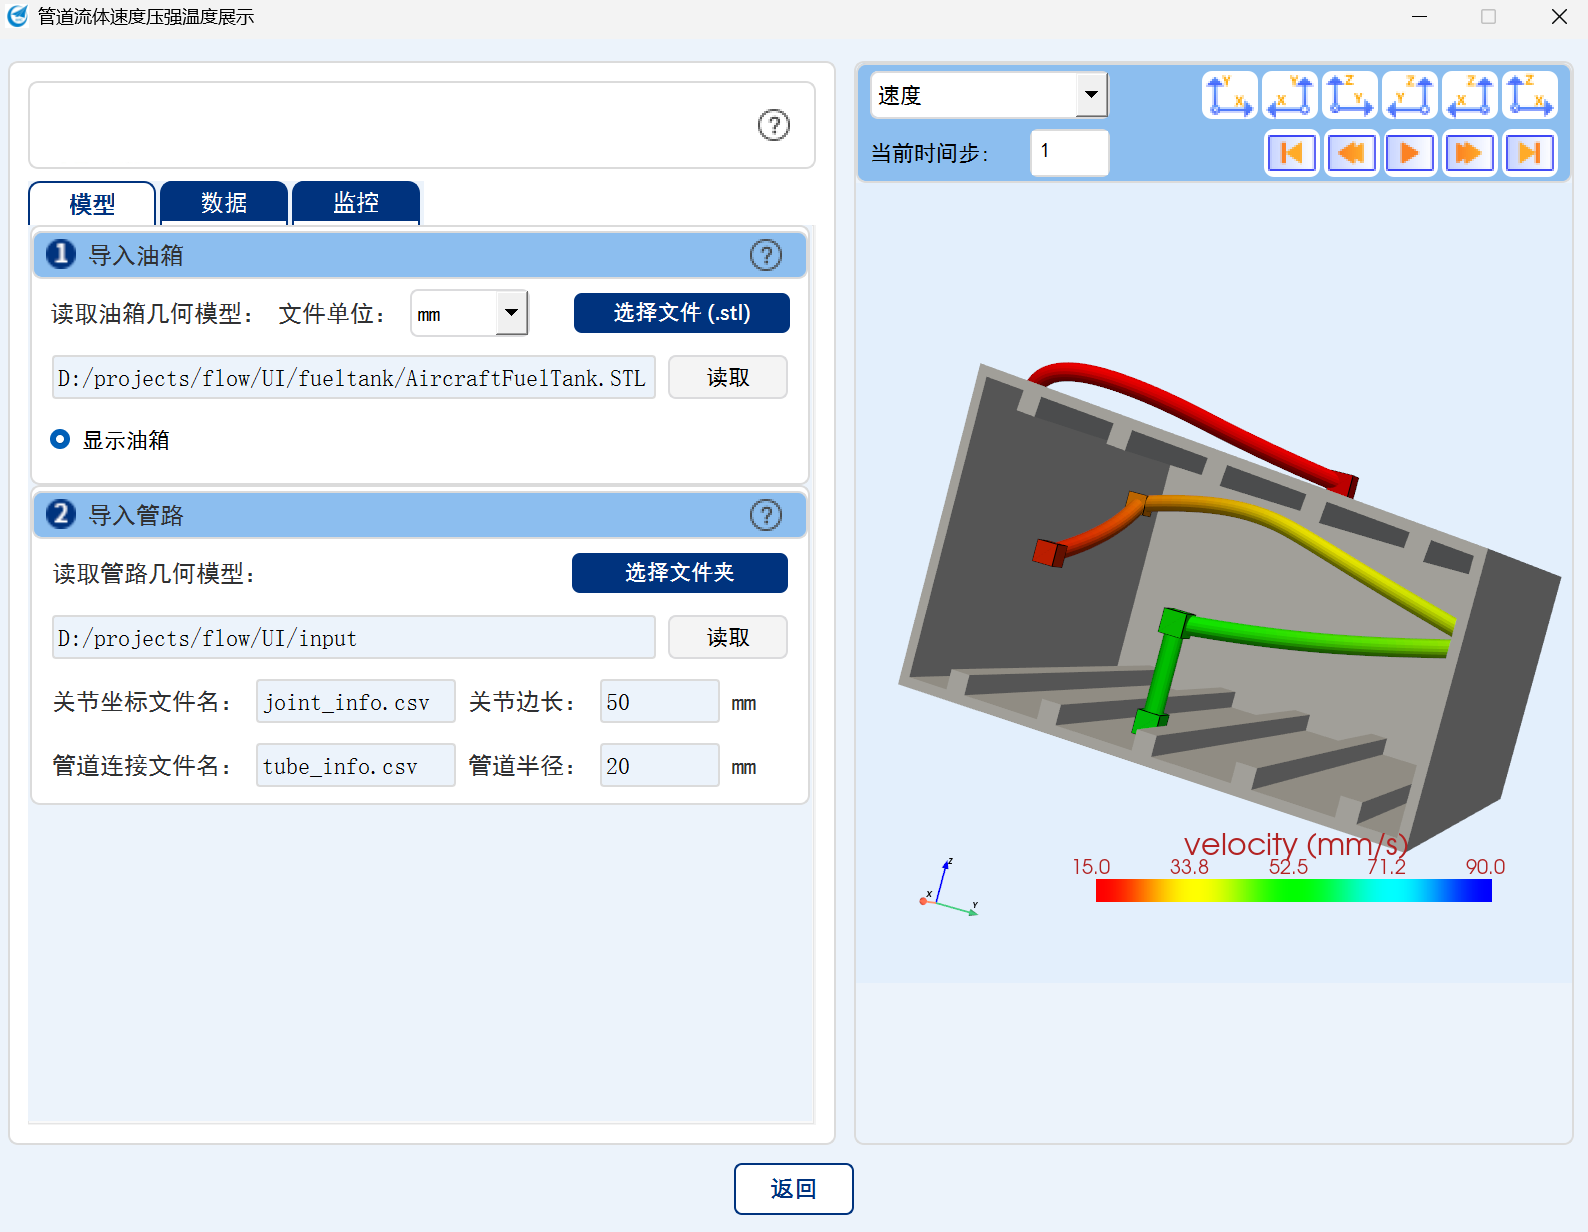 管道流体速度压强温度展示
模型 数据 监控
1 导入油箱 ?
读取油箱几何模型： 文件单位： mm 选择文件 (.stl)
D:/projects/flow/UI/fueltank/AircraftFuelTank.STL 读取
显示油箱
2 导入管路 ?
读取管路几何模型： 选择文件夹
D:/projects/flow/UI/input 读取
关节坐标文件名： joint_info.csv 关节边长： 50 mm
管道连接文件名： tube_info.csv 管道半径： 20 mm
?
速度
Y X Y X Z Y Z Y Z X Z X
当前时间步： 1
velocity (mm/s)
15.0 33.8 52.5 71.2 90.0
Z
X
Y
返回